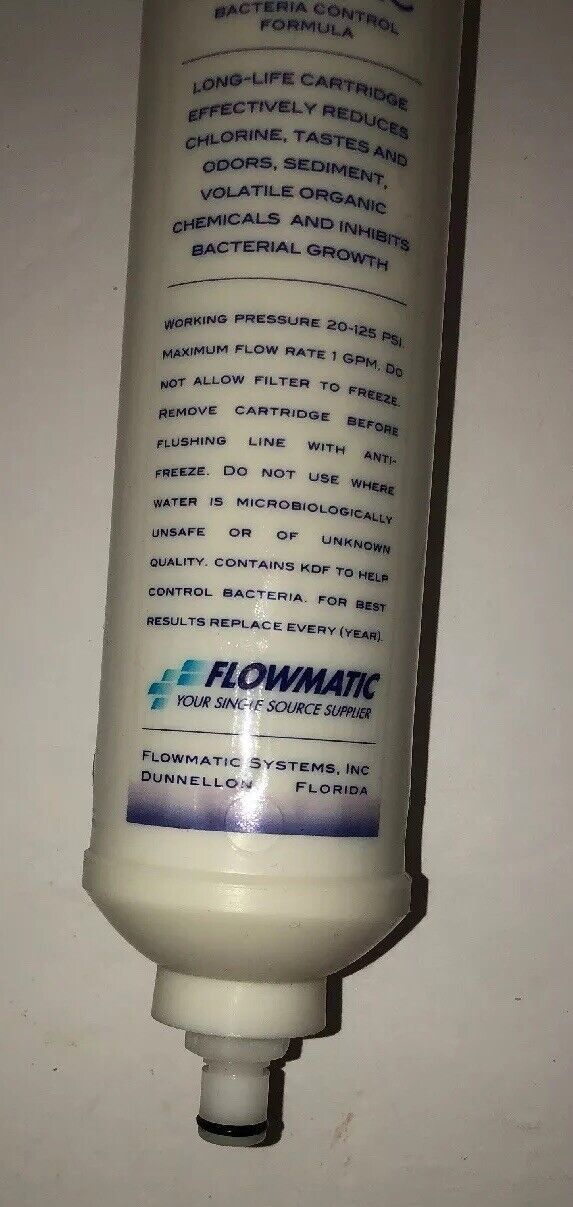 BACTERIA CONTROL
FORMULA
LONG-LIFE CARTRIDGE
EFFECTIVELY REDUCES
CHLORINE, TASTES AND
ODORS, SEDIMENT,
VOLATILE ORGANIC
CHEMICALS AND INHIBITS
BACTERIAL GROWTH
WORKING PRESSURE 20-125 PSI.
MAXIMUM FLOW RATE 1 GPM. DO
NOT ALLOW FILTER TO FREEZE.
REMOVE CARTRIDGE BEFORE
FLUSHING LINE WITH ANTI-
FREEZE. DO NOT USE WHERE
WATER IS MICROBIOLOGICALLY
UNSAFE OR OF UNKNOWN
QUALITY. CONTAINS KDF TO HELP
CONTROL BACTERIA. FOR BEST
RESULTS REPLACE EVERY (YEAR).
FLOWMATIC
YOUR SINGLE SOURCE SUPPLIER
FLOWMATIC SYSTEMS, INC
DUNNELLON FLORIDA